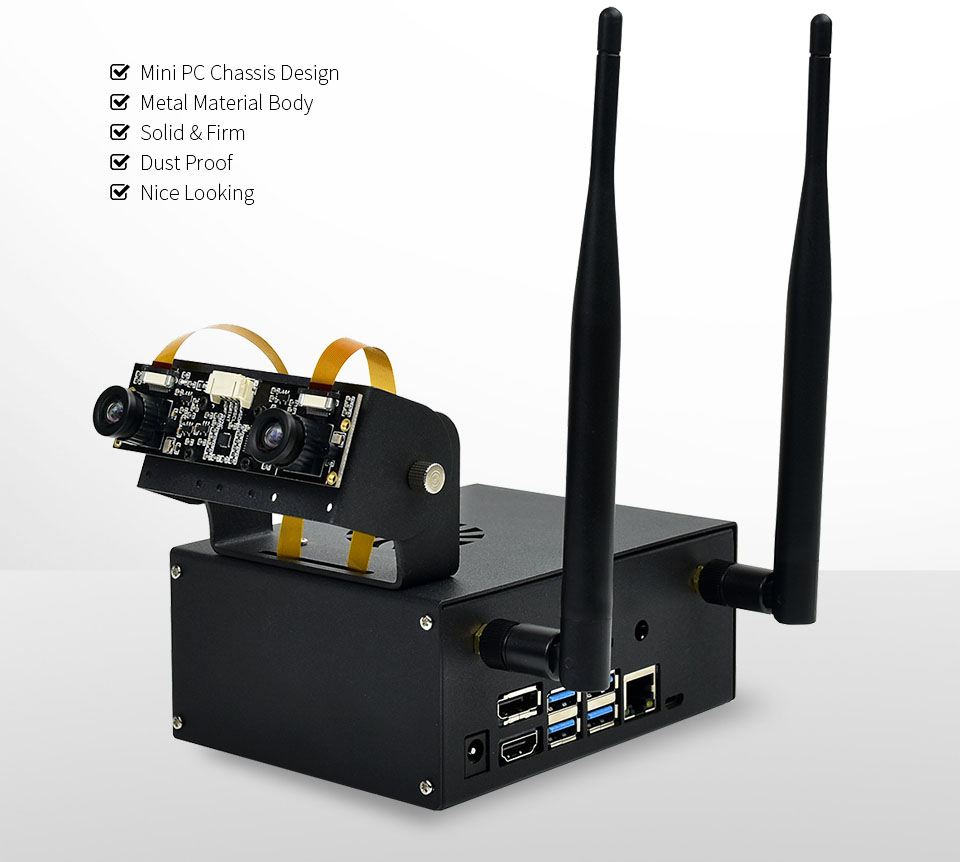 Mini PC Chassis Design
Metal Material Body
Solid & Firm
Dust Proof
Nice Looking